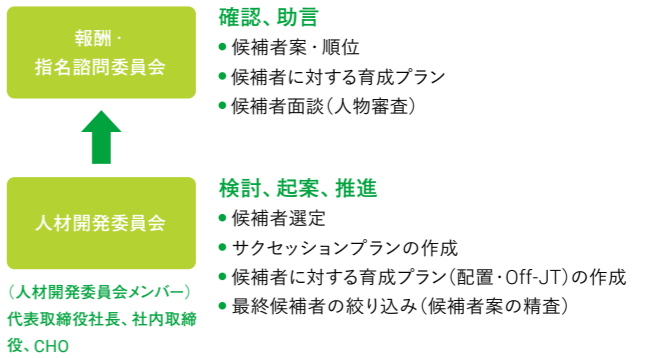 報酬・
指名諮問委員会
確認、助言
●候補者案・順位
●候補者に対する育成プラン
●候補者面談(人物審査)
人材開発委員会
(人材開発委員会メンバー)
代表取締役社長、社内取締
役、CHO
検討、起案、推進
●候補者選定
●サクセッションプランの作成
●候補者に対する育成プラン(配置・Off-JT)の作成
●最終候補者の絞り込み(候補者案の精査)